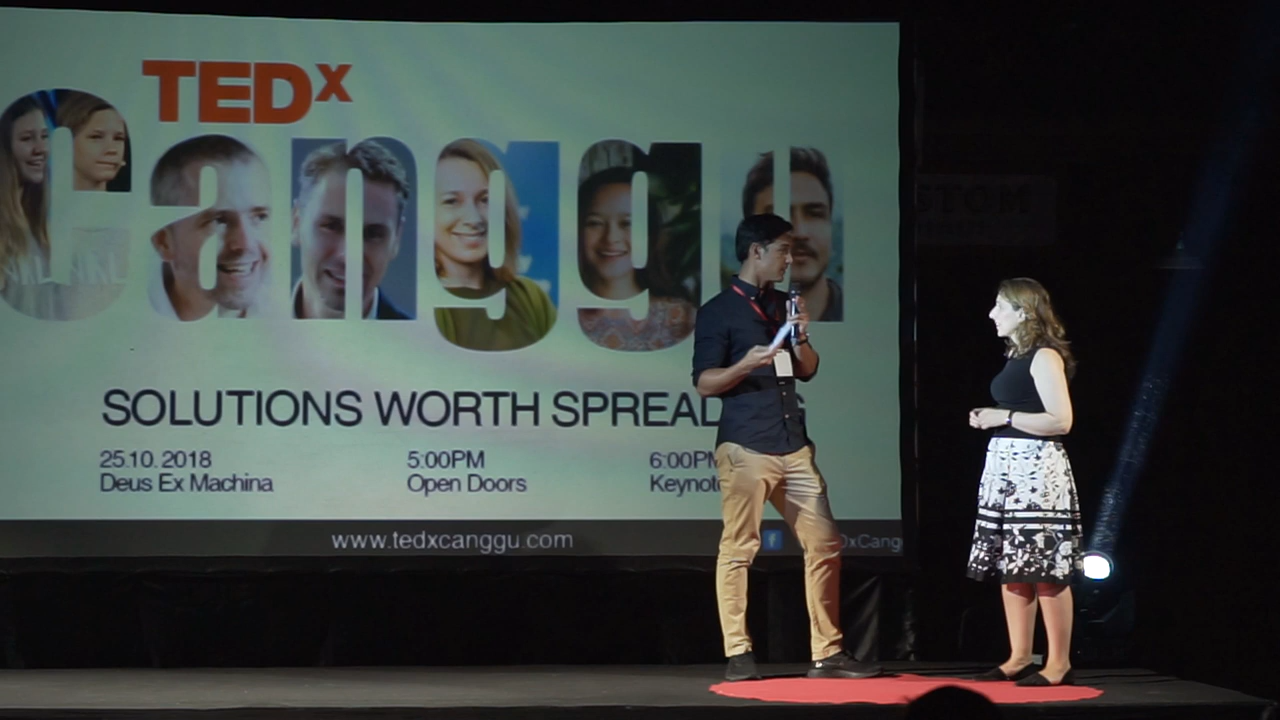 TEDx
Canggu
SOLUTIONS WORTH SPREAD
25.10. 2018
Deus Ex Machina
5:00PM
Open Doors
6:00PM
Keynot
www.tedxcanggu.com
DxCang